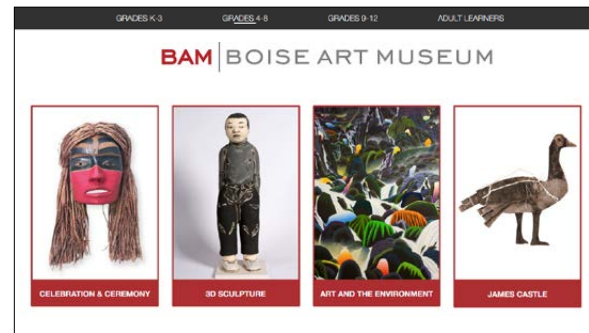 GRADES K-3 GRADES 4-8 GRADES 9-12 ADULT LEARNERS
BAM BOISE ART MUSEUM
CELEBRATION & CEREMONY 3D SCULPTURE ART AND THE ENVIRONMENT JAMES CASTLE